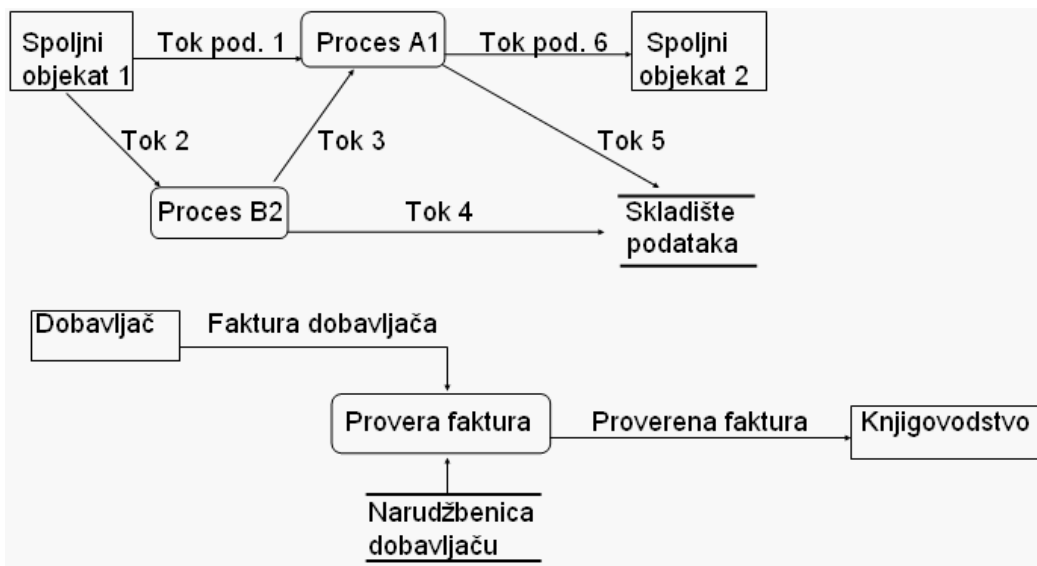 Spoljni
objekat 1
Tok pod. 1
Proces A1
Tok pod. 6
Spoljni
objekat 2
Tok 2
Tok 3
Tok 5
Proces B2
Tok 4
Skladište
podataka
Dobavljač
Faktura dobavljača
Provera faktura
Proverena faktura
Knjigovodstvo
Narudžbenica
dobavljaču